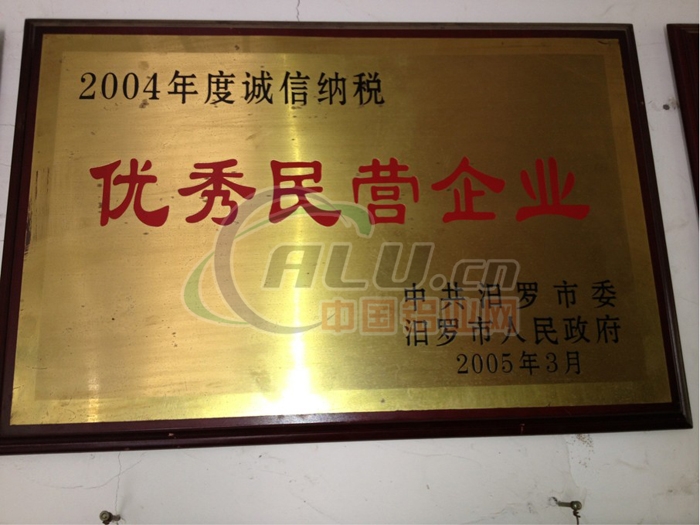 2004年度诚信纳税
优秀民营企业
ALU.cn
中国铝业网
中共汨罗市委
汨罗市人民政府
2005年3月